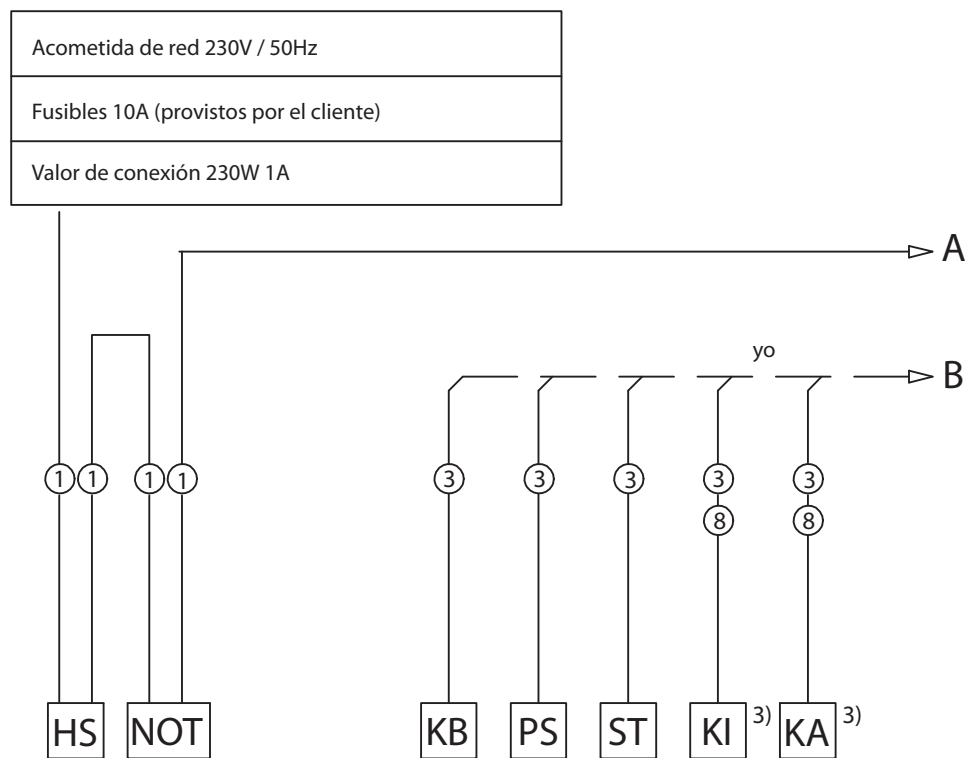 Acometida de red 230V / 50Hz
Fusibles 10A (provistos por el cliente)
Valor de conexión 230W 1A
A
yo
B
1 1 1 1 3 3 3 3 3
8 8
HS NOT KB PS ST KI 3) KA 3)